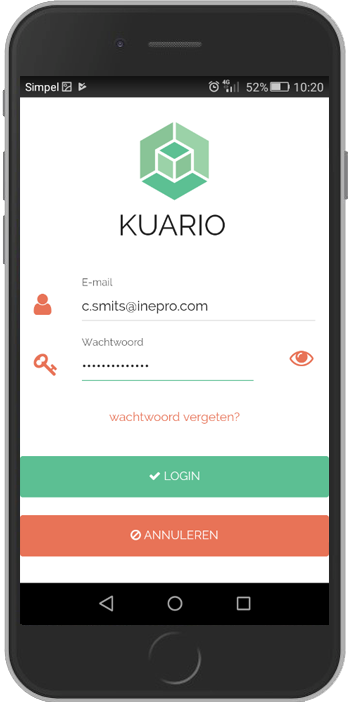 Simpel 4G 52% 10:20
KUARIO
E-mail
c.smits@inepro.com
Wachtwoord
••••••••••••••
wachtwoord vergeten?
LOGIN
ANNULEREN